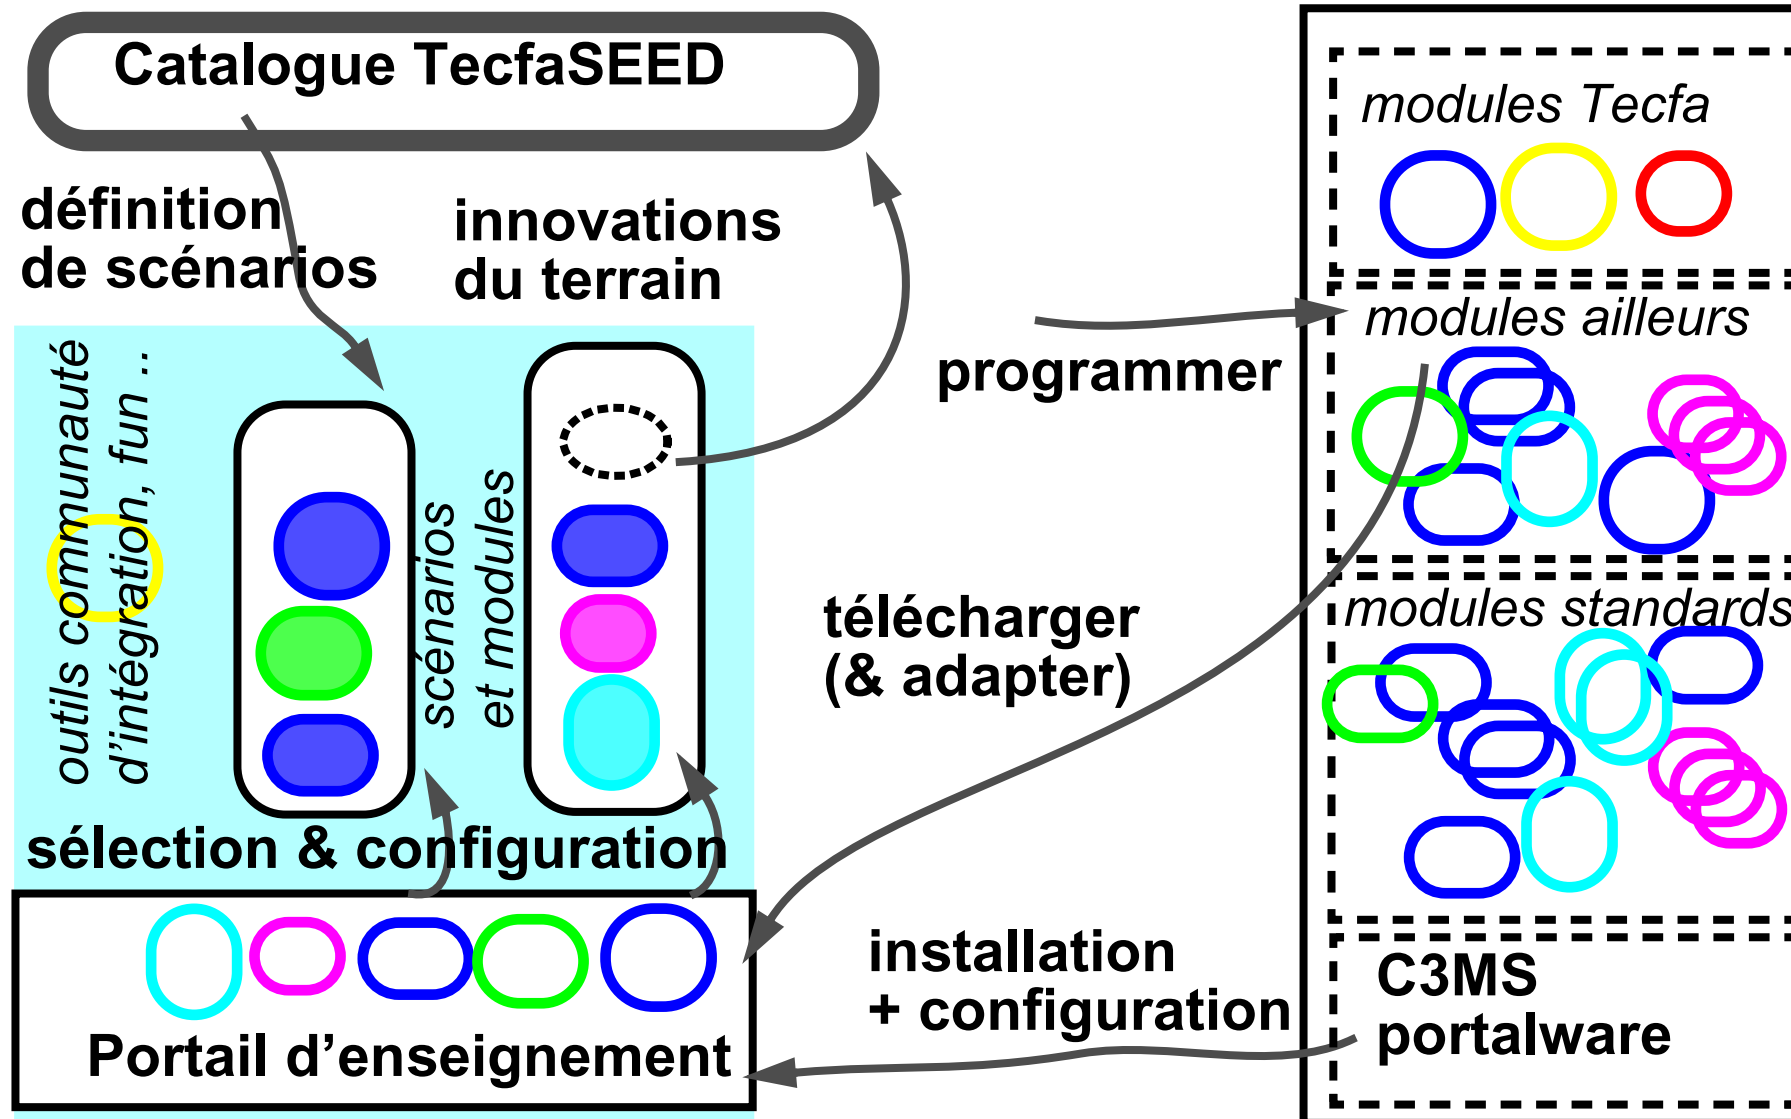 Catalogue TecfaSEED
définition
de scénarios
innovations
du terrain
outils communauté
d'intégration, fun ..
scénarios
et modules
sélection & configuration
Portail d'enseignement
programmer
télécharger
(& adapter)
installation
+ configuration
modules Tecfa
modules ailleurs
modules standards
C3MS
portalware